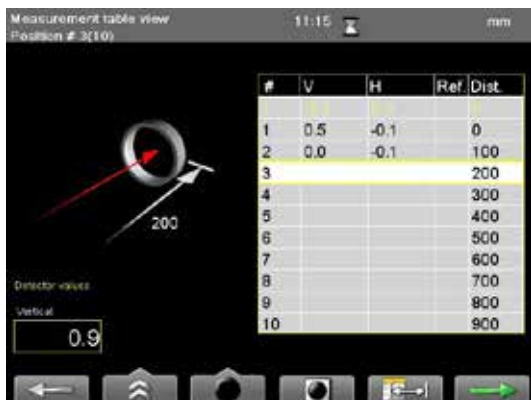 Measurement table view 11:15 mm
Position # 3(10)
# V H Ref. Dist.
1 0.5 -0.1 0
2 0.0 -0.1 100
3 200
4 300
5 400
6 500
7 600
8 700
9 800
10 900
200
Detector values
Vertical
0.9